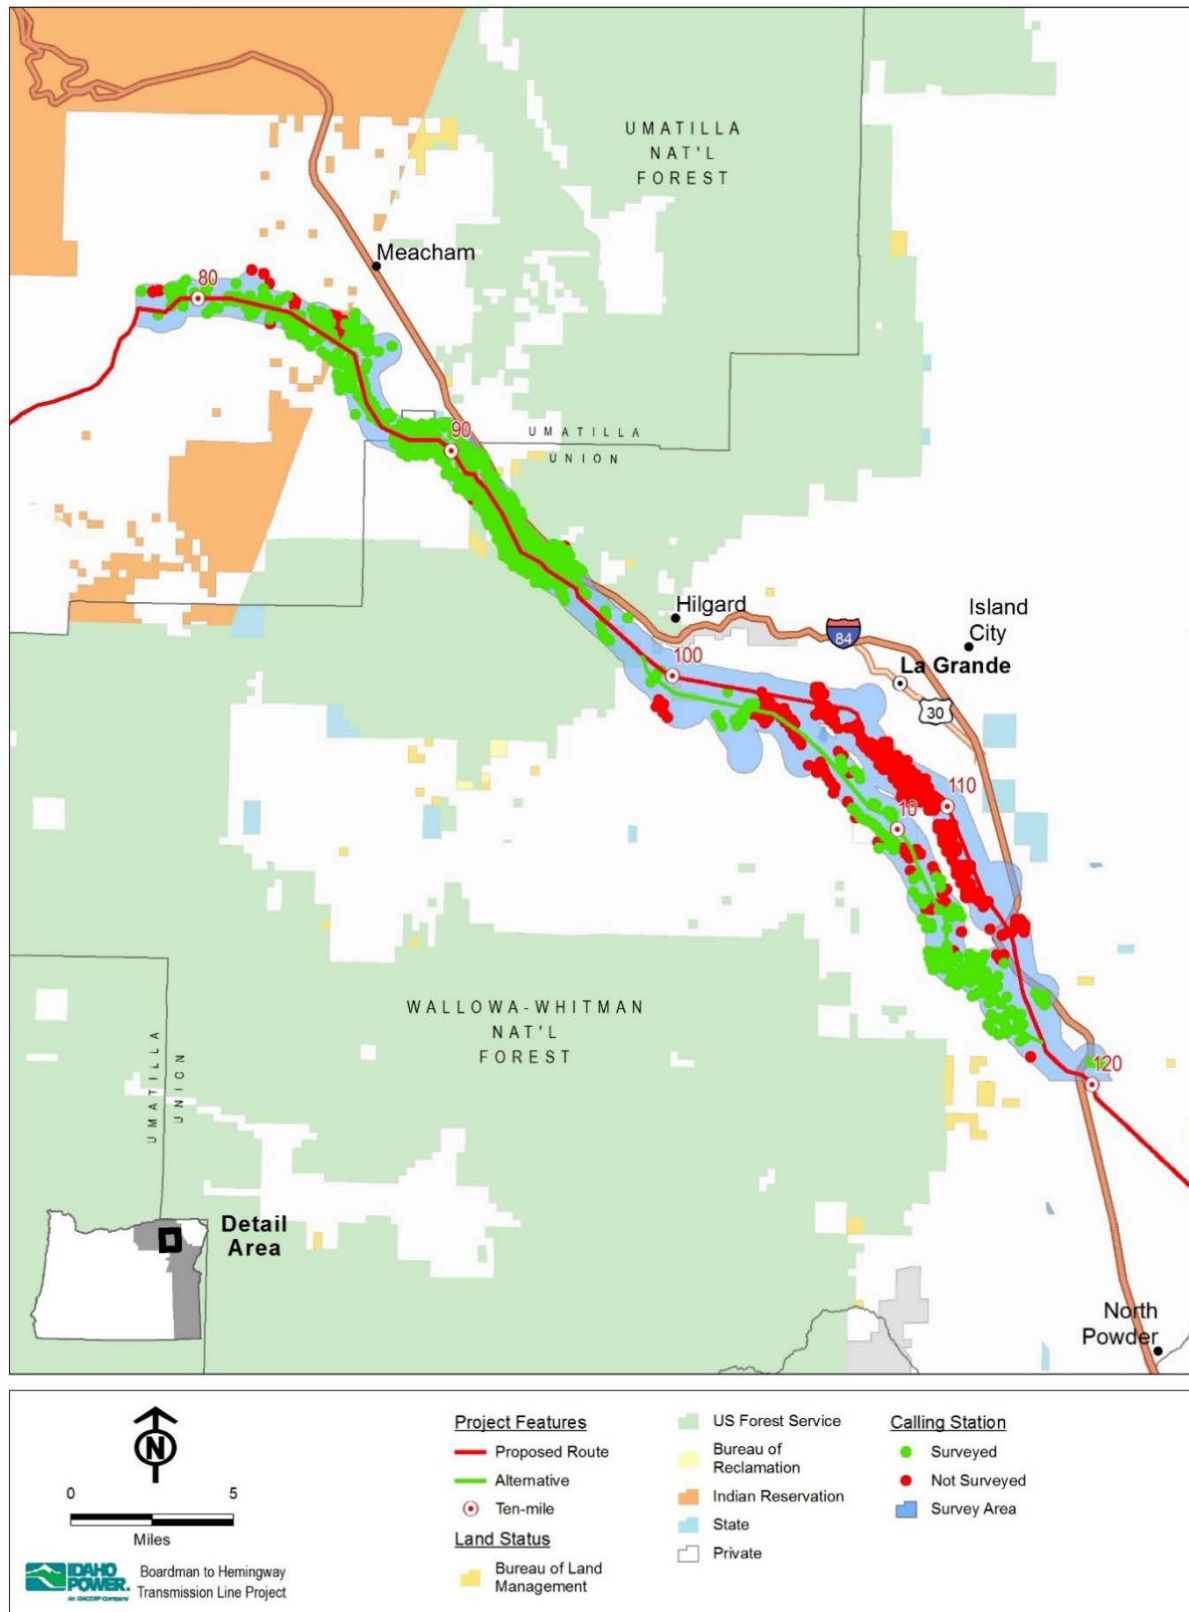 UMATILLA
NAT'L
FOREST
Meacham
80
90
UMATILLA
UNION
Hilgard
84
Island
City
La Grande
100
30
110
10
WALLOWA-WHITMAN
NAT'L
FOREST
UMATILLA
UNION
120
Detail
Area
North
Powder
N
0 5
Miles
IDAHO
POWER.
An IDACORP Company
Boardman to Hemingway
Transmission Line Project
Project Features
Proposed Route
Alternative
Ten-mile
Land Status
Bureau of Land
Management
US Forest Service
Bureau of
Reclamation
Indian Reservation
State
Private
Calling Station
Surveyed
Not Surveyed
Survey Area